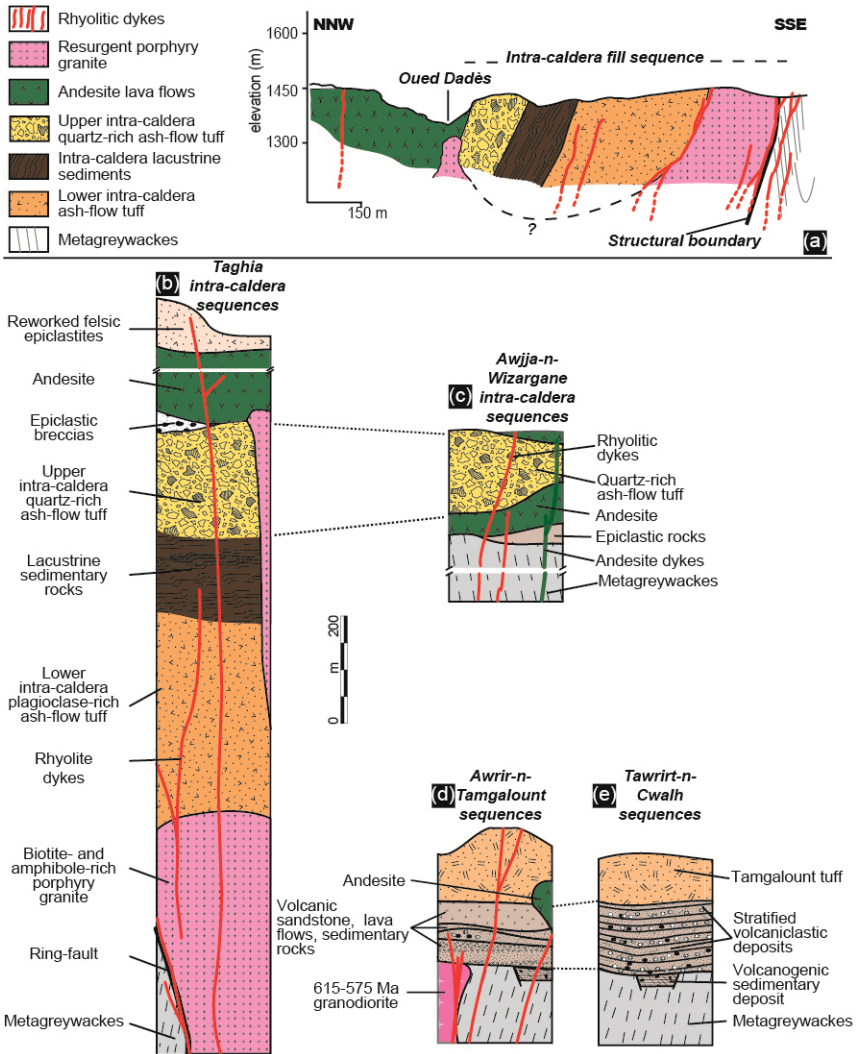 Rhyolitic dykes
Resurgent porphyry
granite
Andesite lava flows
Upper intra-caldera
quartz-rich ash-flow tuff
Intra-caldera lacustrine
sediments
Lower intra-caldera
ash-flow tuff
Metagreywackes
NNW
SSE
elevation (m)
1600
1450
1300
Intra-caldera fill sequence
Oued Dadès
150 m
?
Structural boundary
(a)
(b)
Taghia
intra-caldera
sequences
Reworked felsic
epiclastites
Andesite
Epiclastic
breccias
Upper
intra-caldera
quartz-rich
ash-flow tuff
Lacustrine
sedimentary
rocks
Lower
intra-caldera
plagioclase-rich
ash-flow tuff
Rhyolite
dykes
Biotite- and
amphibole-rich
porphyry
granite
Ring-fault
Metagreywackes
200
m
0
(c)
Awjja-n-
Wizargane
intra-caldera
sequences
Rhyolitic
dykes
Quartz-rich
ash-flow tuff
Andesite
Epiclastic rocks
Andesite dykes
Metagreywackes
(d)
Awrir-n-
Tamgalount
sequences
Andesite
Volcanic
sandstone, lava
flows, sedimentary
rocks
615-575 Ma
granodiorite
(e)
Tawrirt-n-
Cwalh
sequences
Tamgalount tuff
Stratified
volcaniclastic
deposits
Volcanogenic
sedimentary
deposit
Metagreywackes